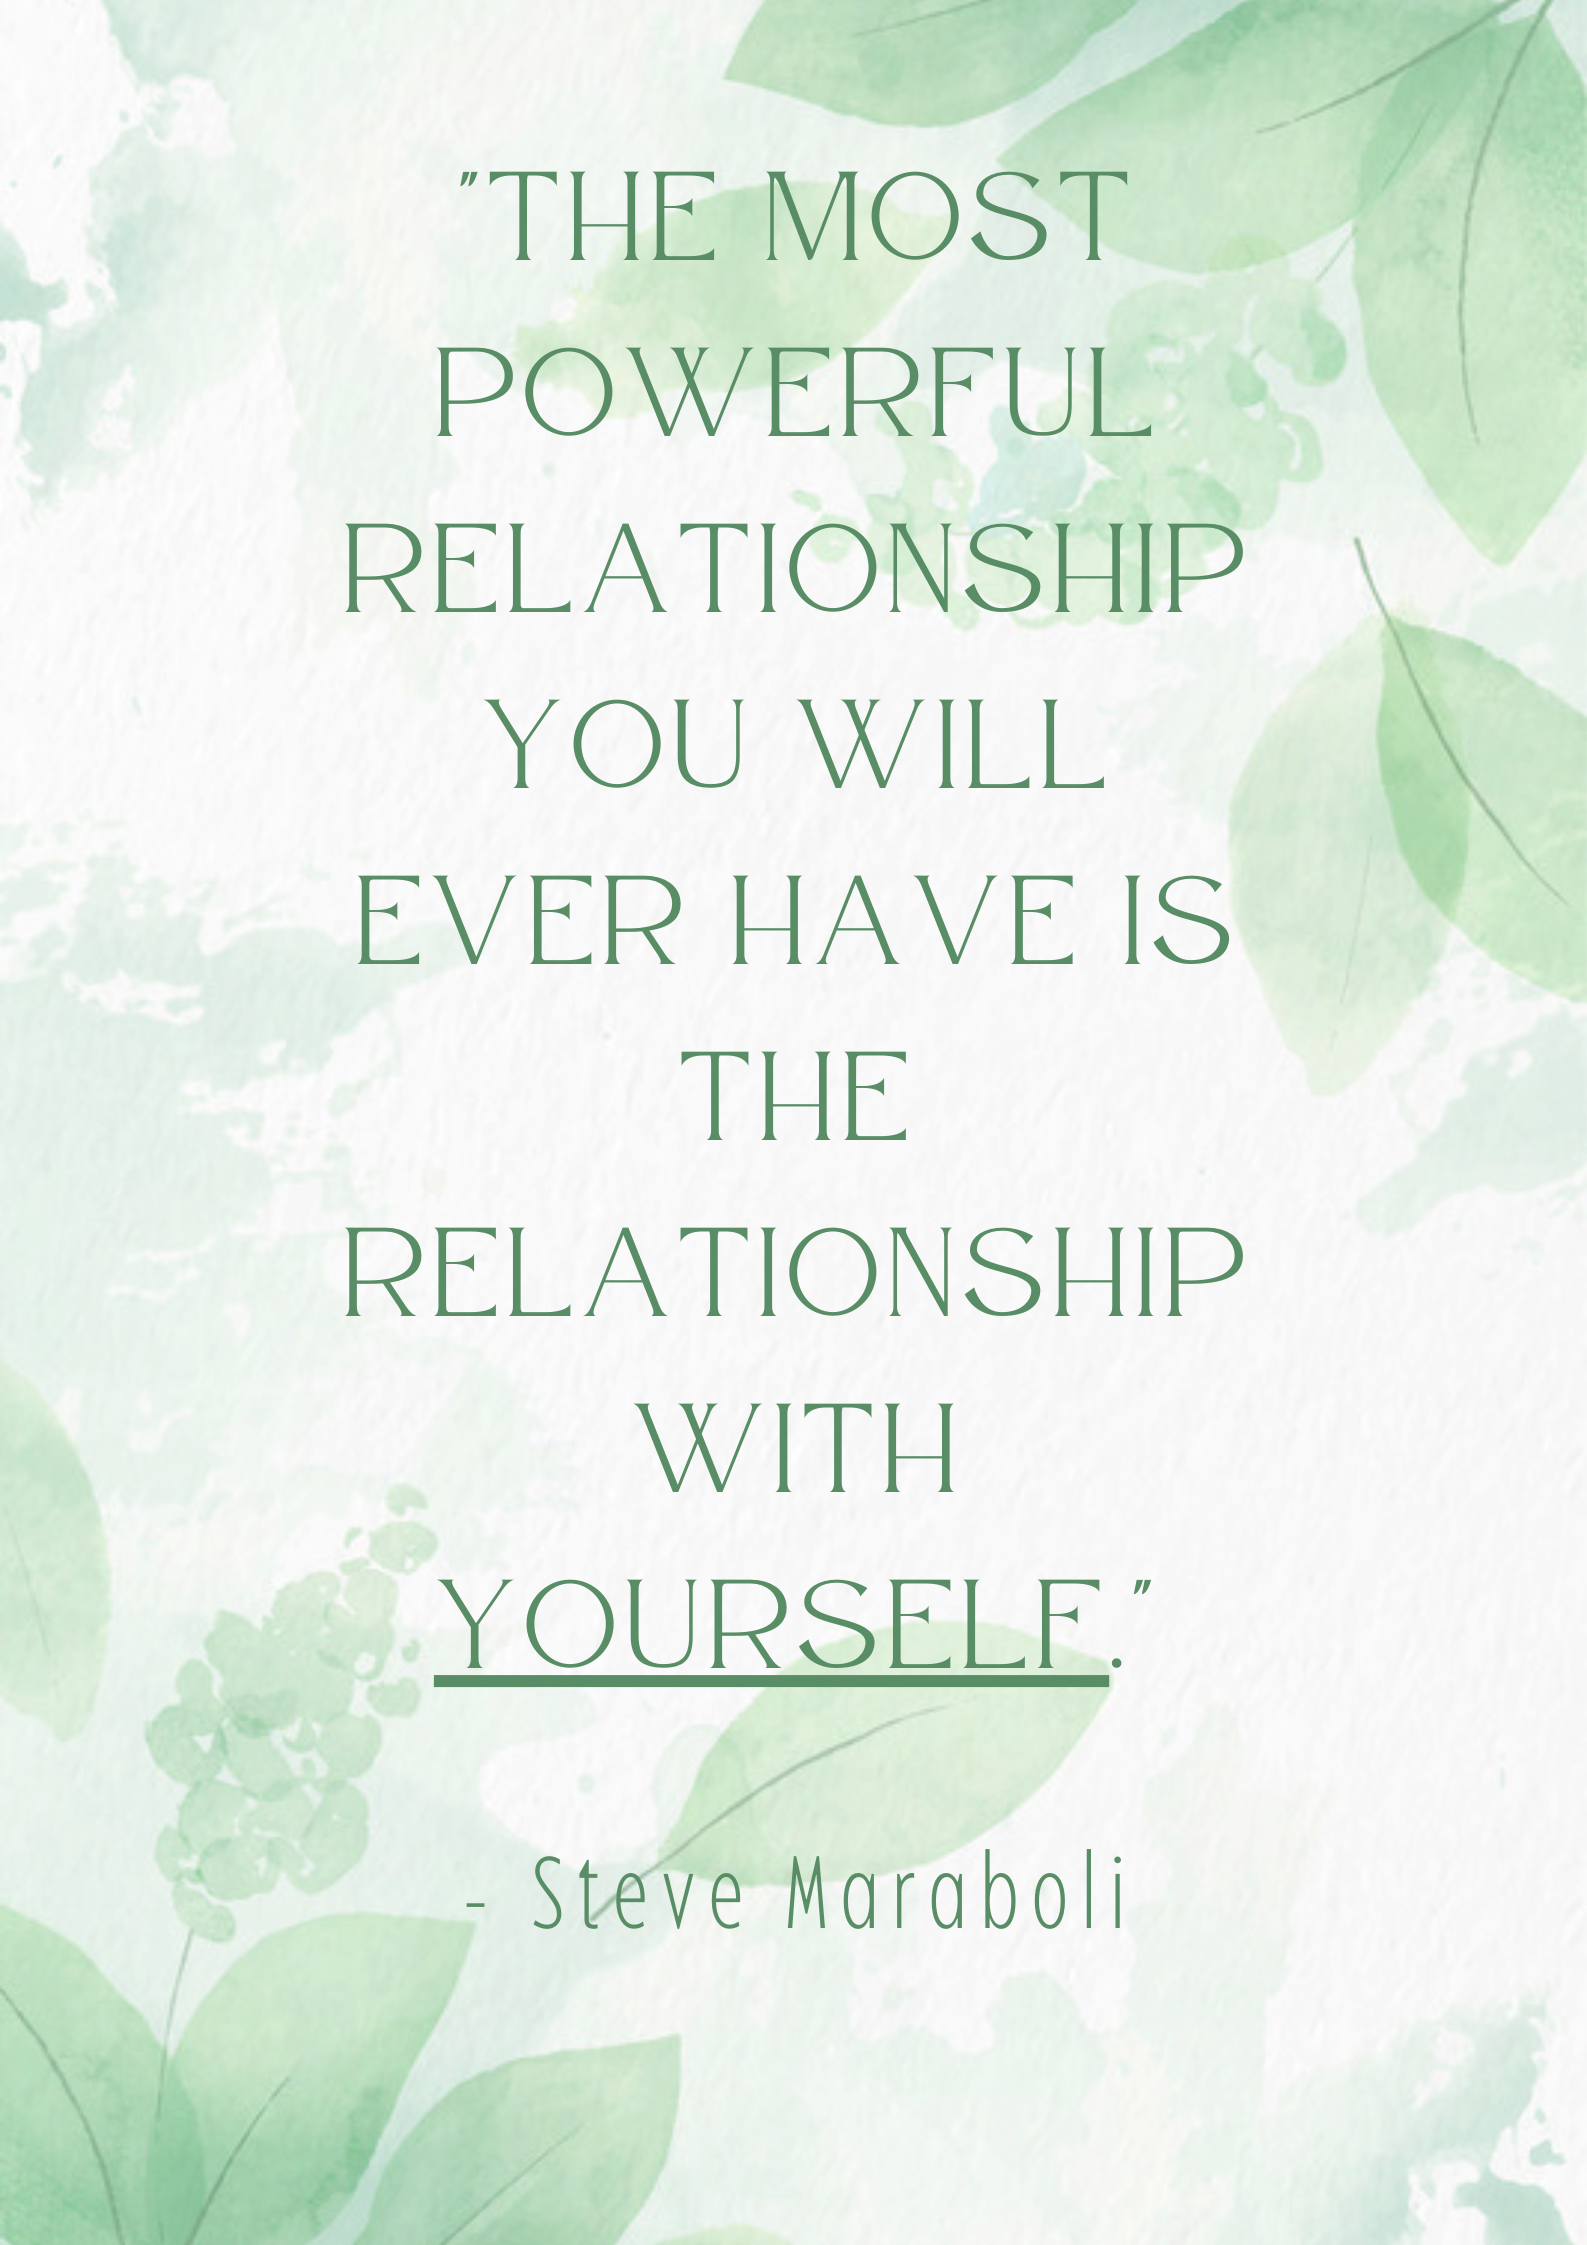 "THE MOST
POWERFUL
RELATIONSHIP
YOU WILL
EVER HAVE IS
THE
RELATIONSHIP
WITH
YOURSELF."
- Steve Maraboli